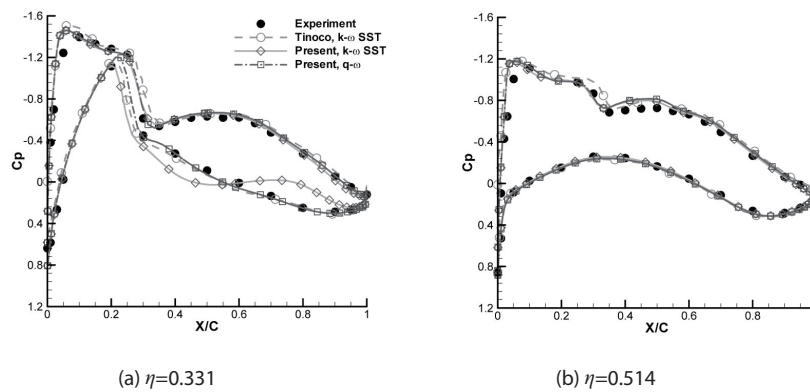 -1.6
-1.2
-0.8
-0.4
0
0.4
0.8
1.2
Cp
0
0.2
0.4
0.6
0.8
1
X/C
Experiment
Tinoco, k-ω SST
Present, k-ω SST
Present, q-ω
(a) η=0.331
-1.6
-1.2
-0.8
-0.4
0
0.4
0.8
1.2
Cp
0
0.2
0.4
0.6
0.8
X/C
(b) η=0.514